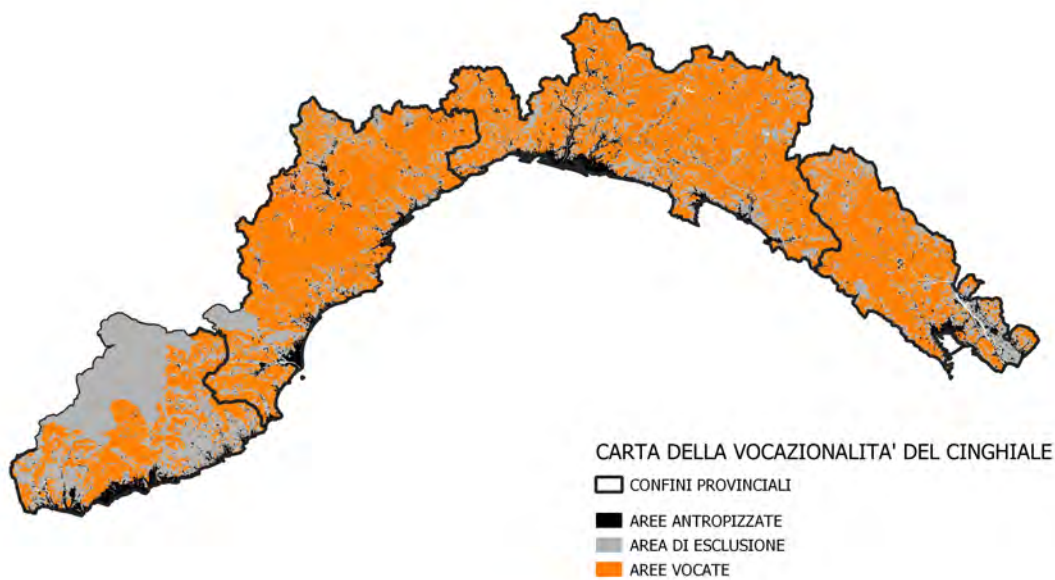 CARTA DELLA VOCAZIONALITA' DEL CINGHIALE
CONFINI PROVINCIALI
AREE ANTROPIZZATE
AREA DI ESCLUSIONE
AREE VOCATE